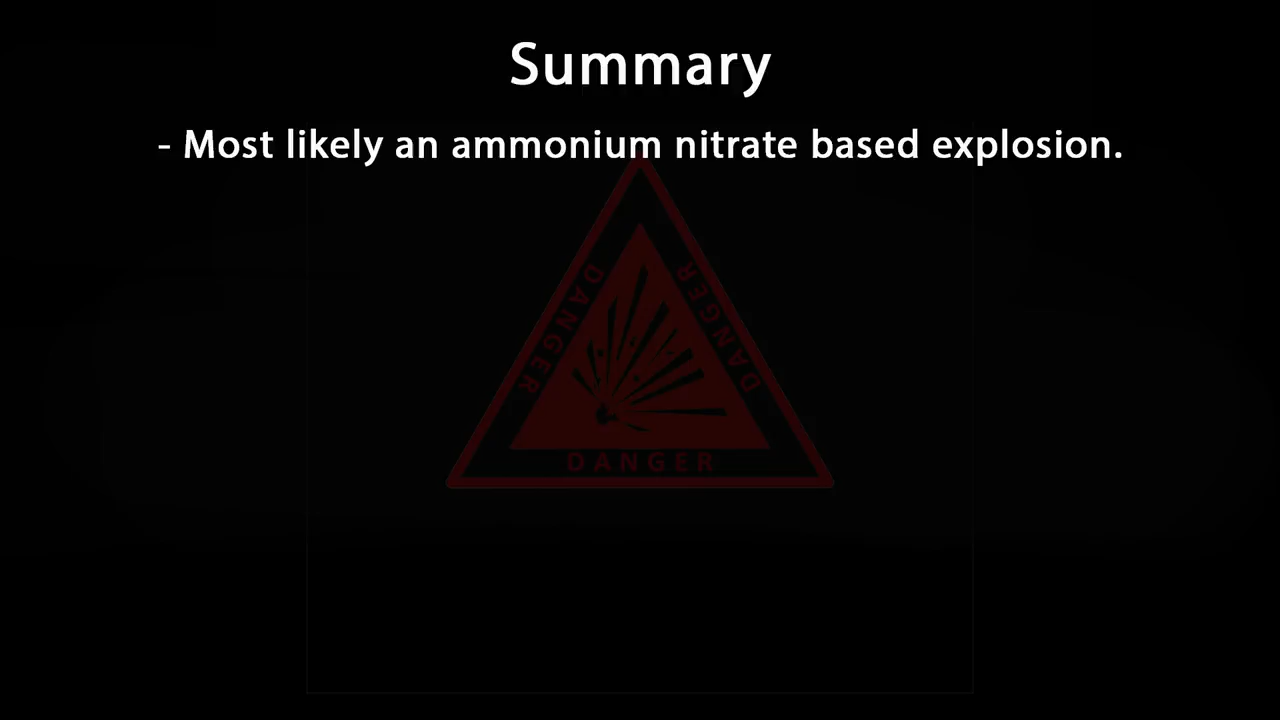 Summary
- Most likely an ammonium nitrate based explosion.
DANGER
DANGER
DANGER